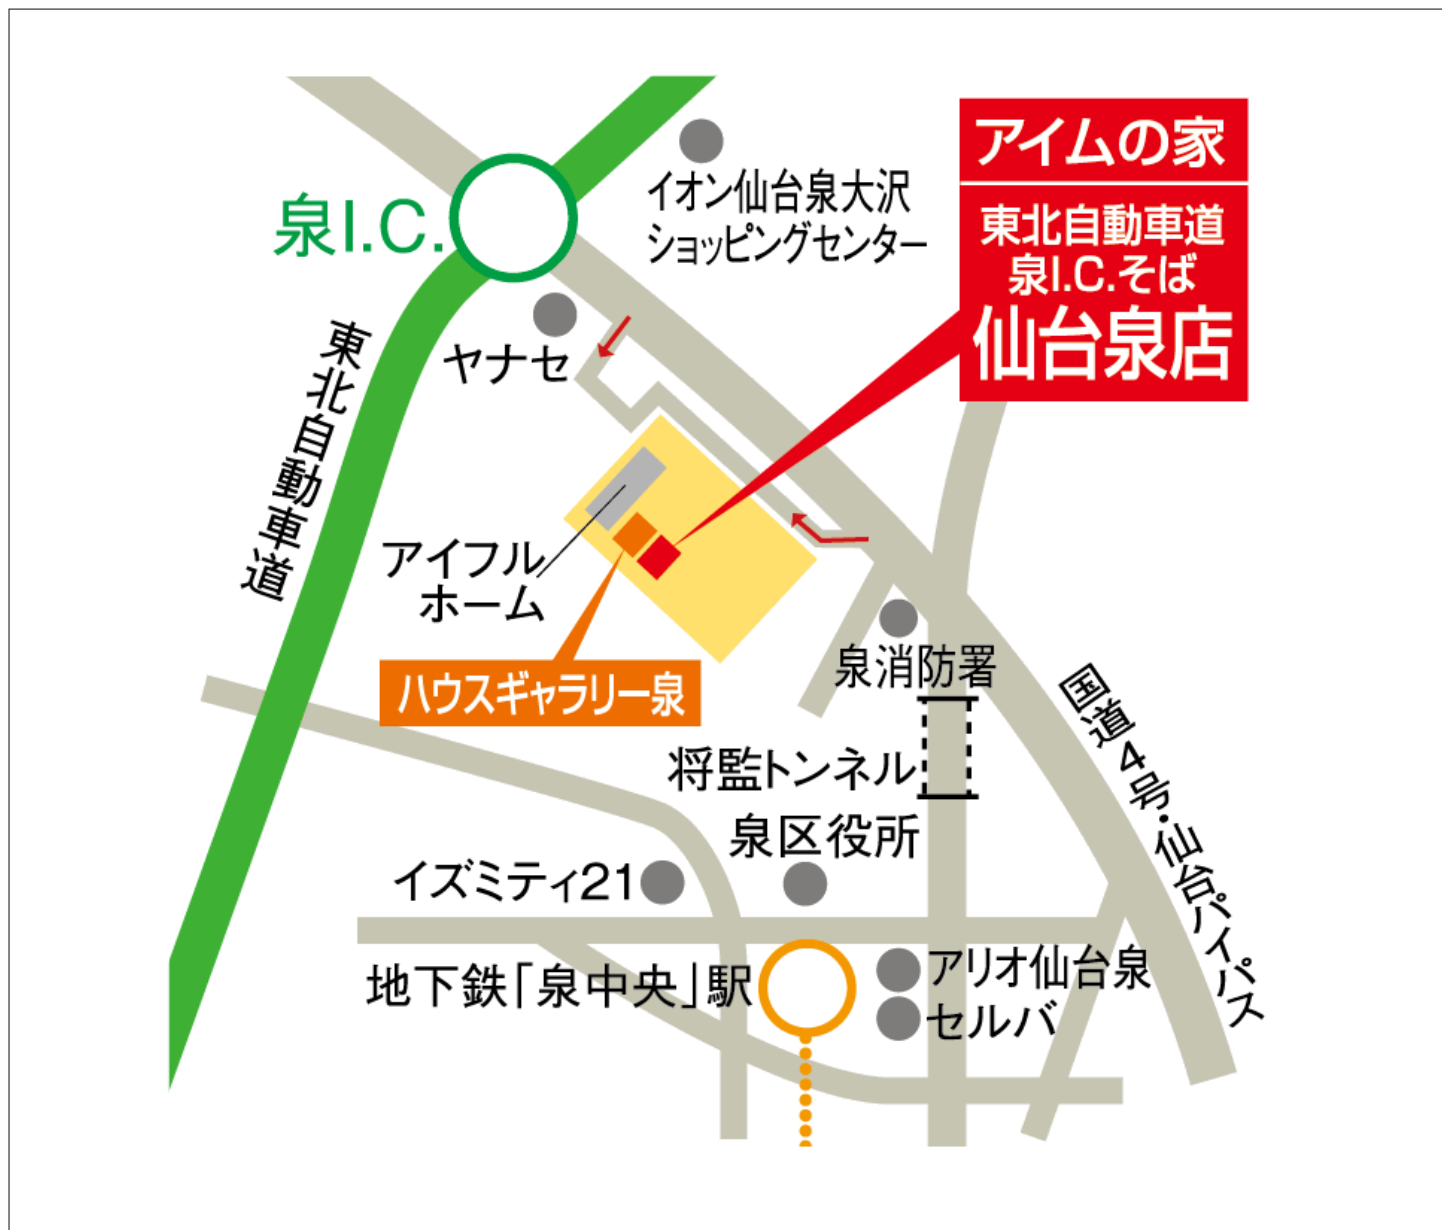 アイムの家
東北自動車道
泉I.C.そば
仙台泉店
イオン仙台泉大沢
ショッピングセンター
泉I.C.
ヤナセ
東北自動車道
アイフル
ホーム
ハウスギャラリー泉
泉消防署
国道4号・仙台バイパス
将監トンネル
泉区役所
イズミティ21
地下鉄「泉中央」駅
アリオ仙台泉
セルバ